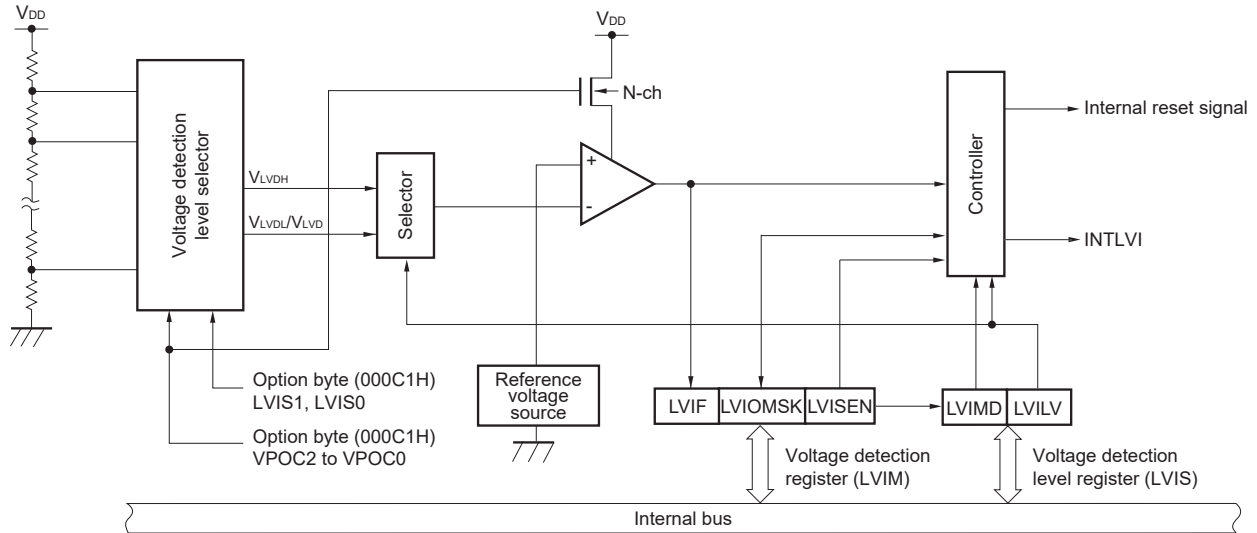 VDD
VDD
N-ch
Voltage detection
level selector
VLVDH
VLVDL/VLVD
Selector
+
-
Controller
Internal reset signal
INTLVI
Option byte (000C1H)
LVIS1, LVIS0
Option byte (000C1H)
VPOC2 to VPOC0
Reference
voltage
source
LVIF
LVIOMSK
LVISEN
LVIMD
LVILV
Voltage detection
register (LVIM)
Voltage detection
level register (LVIS)
Internal bus